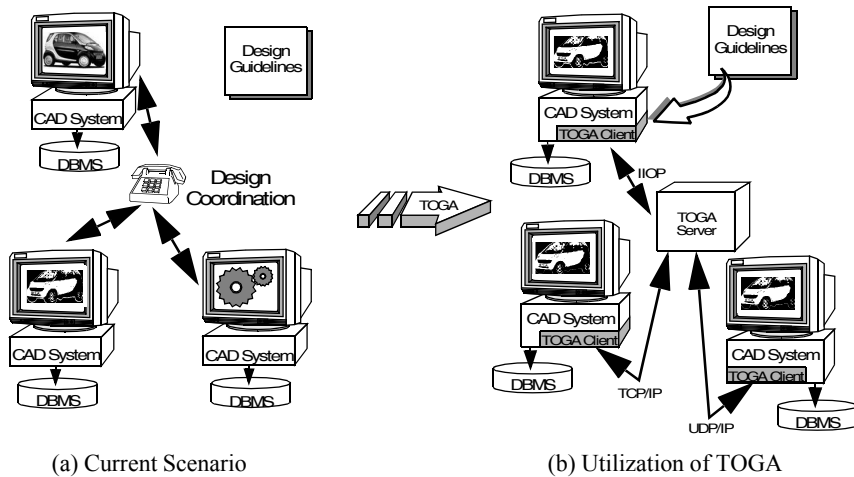 Design
Guidelines
CAD System
DBMS
Design
Coordination
CAD System
DBMS
CAD System
DBMS
(a) Current Scenario
TOGA
Design
Guidelines
CAD System
TOGA Client
DBMS
IIOP
TOGA
Server
CAD System
TOGA Client
DBMS
TCP/IP
CAD System
TOGA Client
DBMS
UDP/IP
(b) Utilization of TOGA